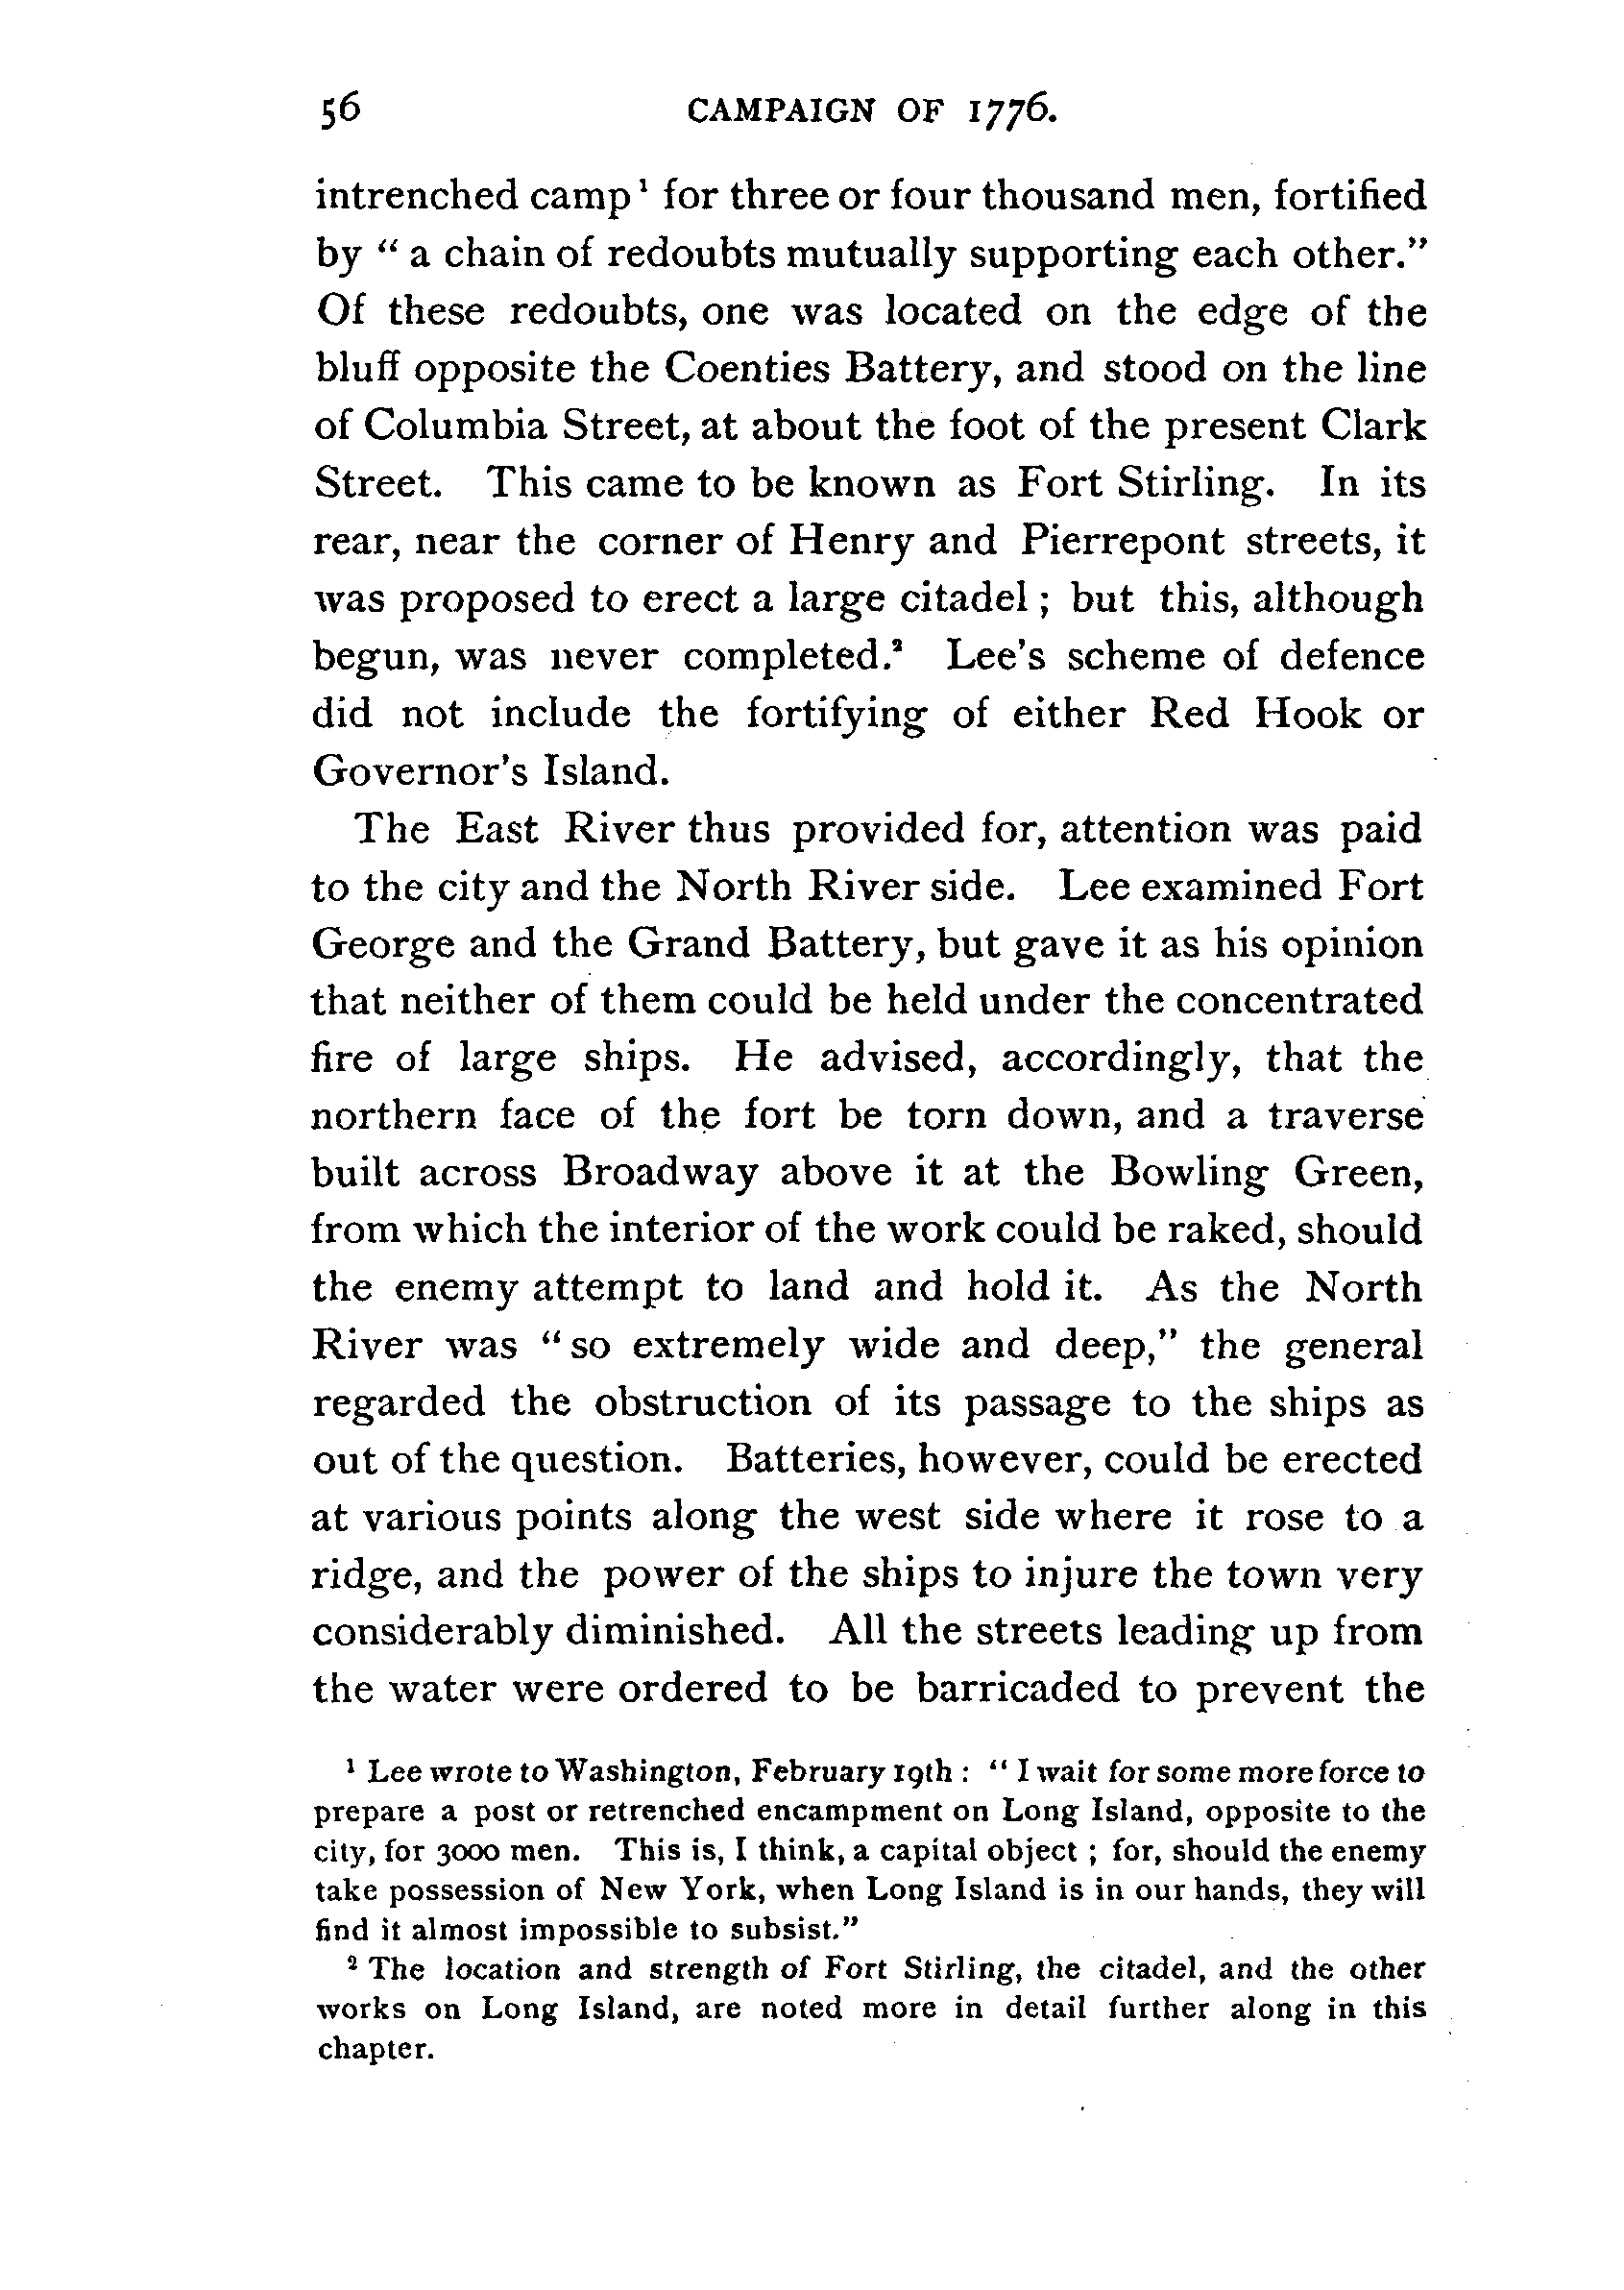 56 CAMPAIGN OF 1776.
intrenched camp¹ for three or four thousand men, fortified
by “ a chain of redoubts mutually supporting each other.”
Of these redoubts, one was located on the edge of the
bluff opposite the Coenties Battery, and stood on the line
of Columbia Street, at about the foot of the present Clark
Street. This came to be known as Fort Stirling. In its
rear, near the corner of Henry and Pierrepont streets, it
was proposed to erect a large citadel ; but this, although
begun, was never completed.² Lee’s scheme of defence
did not include the fortifying of either Red Hook or
Governor’s Island.
The East River thus provided for, attention was paid
to the city and the North River side. Lee examined Fort
George and the Grand Battery, but gave it as his opinion
that neither of them could be held under the concentrated
fire of large ships. He advised, accordingly, that the
northern face of the fort be torn down, and a traverse
built across Broadway above it at the Bowling Green,
from which the interior of the work could be raked, should
the enemy attempt to land and hold it. As the North
River was “ so extremely wide and deep,” the general
regarded the obstruction of its passage to the ships as
out of the question. Batteries, however, could be erected
at various points along the west side where it rose to a
ridge, and the power of the ships to injure the town very
considerably diminished. All the streets leading up from
the water were ordered to be barricaded to prevent the
¹ Lee wrote to Washington, February 19th : “ I wait for some more force to
prepare a post or retrenched encampment on Long Island, opposite to the
city, for 3000 men. This is, I think, a capital object ; for, should the enemy
take possession of New York, when Long Island is in our hands, they will
find it almost impossible to subsist.”
² The location and strength of Fort Stirling, the citadel, and the other
works on Long Island, are noted more in detail further along in this
chapter.